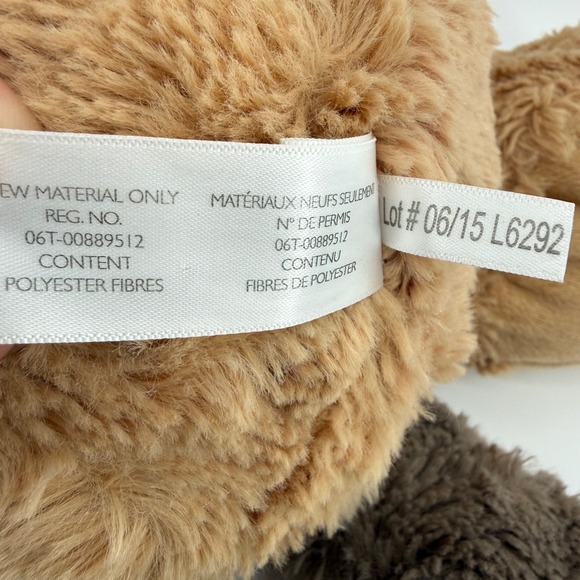 EW MATERIAL ONLY
REG. NO.
06T-00889512
CONTENT
POLYESTER FIBRES
MATÉRIAUX NEUFS SEULEMENT
N° DE PERMIS
06T-00889512
CONTENU
FIBRES DE POLYESTER
Lot # 06/15 L6292